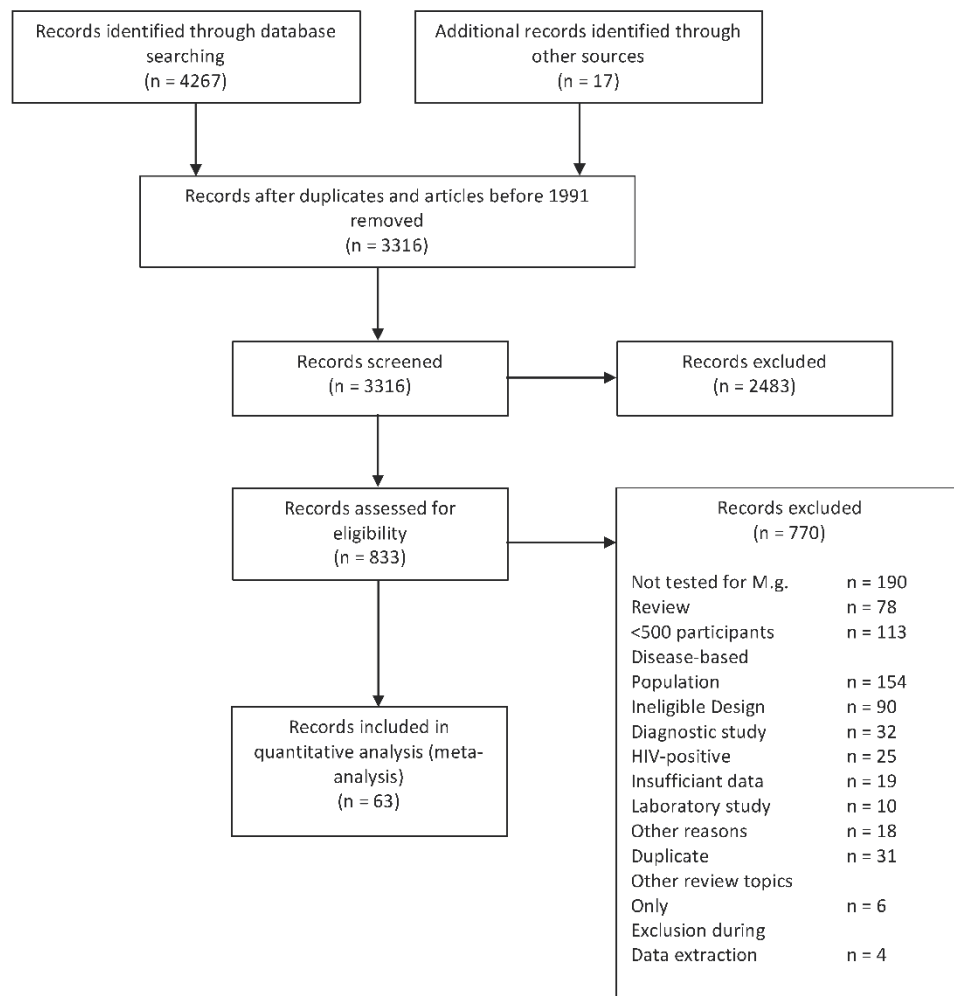 Records identified through database
searching
(n = 4267)
Additional records identified through
other sources
(n = 17)
Records after duplicates and articles before 1991
removed
(n = 3316)
Records screened
(n = 3316)
Records excluded
(n = 2483)
Records assessed for
eligibility
(n = 833)
Records excluded
(n = 770)
Not tested for M.g. n = 190
Review n = 78
<500 participants n = 113
Disease-based
Population n = 154
Ineligible Design n = 90
Diagnostic study n = 32
HIV-positive n = 25
Insufficiant data n = 19
Laboratory study n = 10
Other reasons n = 18
Duplicate n = 31
Other review topics
Only n = 6
Exclusion during
Data extraction n = 4
Records included in
quantitative analysis (meta-
analysis)
(n = 63)